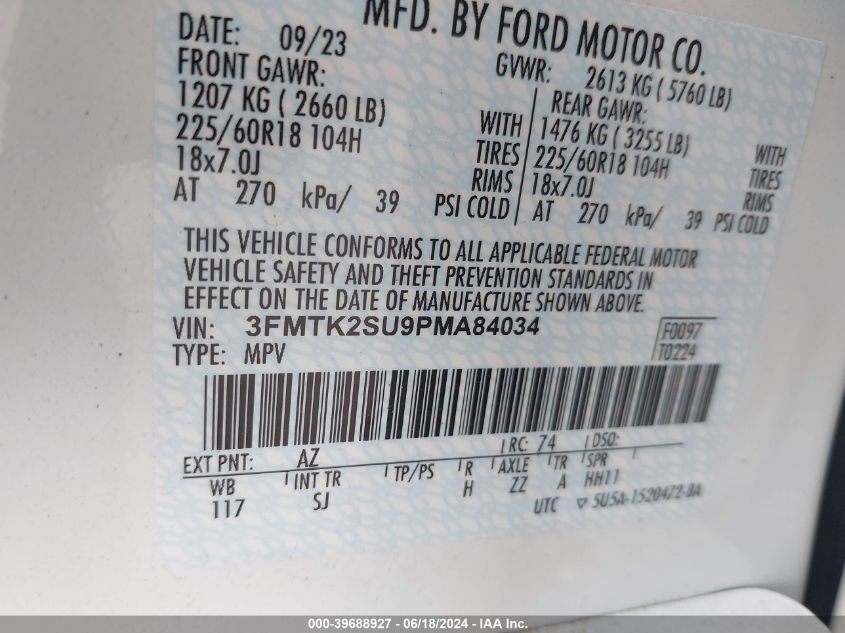 MFD. BY FORD MOTOR CO.
DATE: 09/23
GVWR: 2613 KG ( 5760 LB)
FRONT GAWR:
1207 KG ( 2660 LB)
225/60R18 104H
18x7.0J
WITH
TIRES
RIMS
AT 270 kPa/ 39 PSI COLD
REAR GAWR:
1476 KG ( 3255 LB)
225/60R18 104H
18x7.0J
WITH
TIRES
RIMS
AT 270 kPa/ 39 PSI COLD
THIS VEHICLE CONFORMS TO ALL APPLICABLE FEDERAL MOTOR
VEHICLE SAFETY AND THEFT PREVENTION STANDARDS IN
EFFECT ON THE DATE OF MANUFACTURE SHOWN ABOVE.
VIN: 3FMTK2SU9PMA84034
TYPE: MPV
F0097
T0224
EXT PNT: AZ RC: 74 DSO:
WB INT TR TP/PS R AXLE TR SPR
117 SJ H ZZ A HH11
UTC ▽ 5U5A-1520472-BA
000-39688927 - 06/18/2024 - IAA Inc.